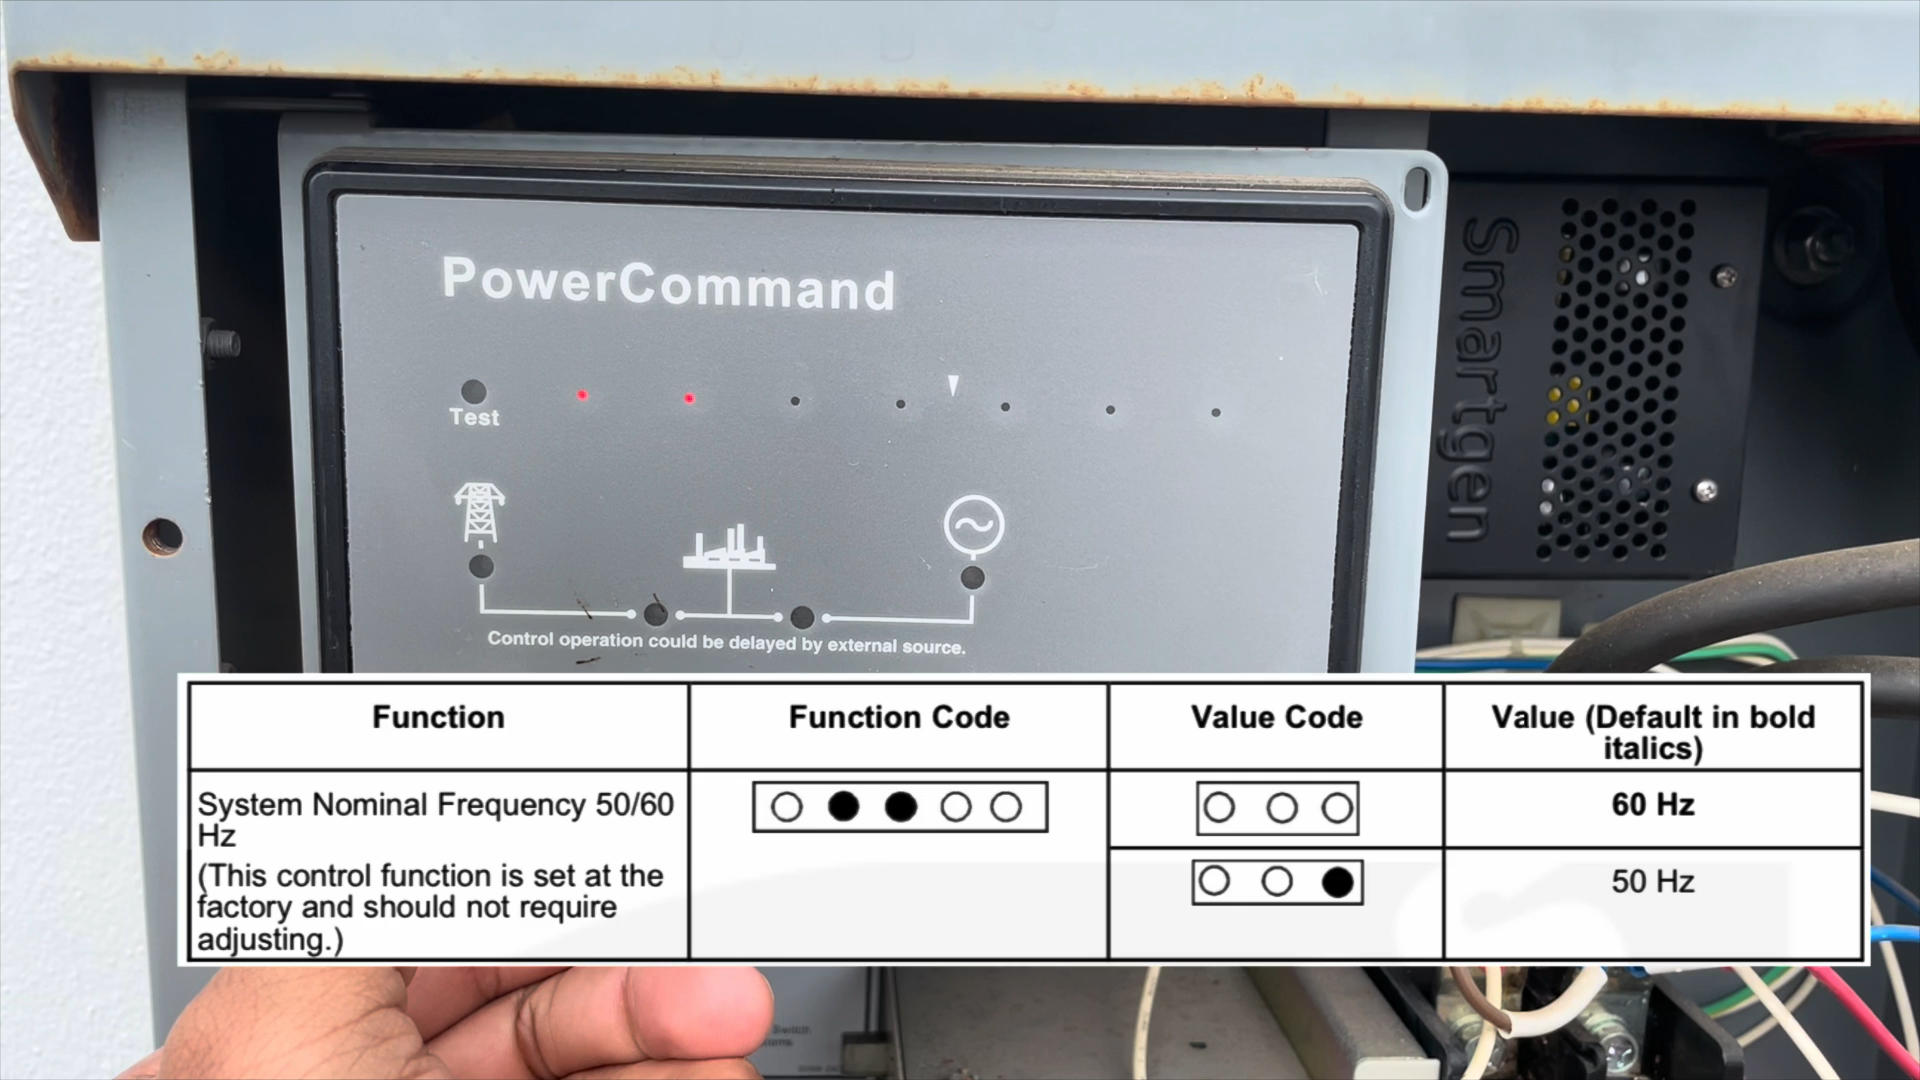 PowerCommand
Test
Smartgen
Control operation could be delayed by external source.
Function
Function Code
Value Code
Value (Default in bold
italics)
System Nominal Frequency 50/60
Hz
60 Hz
(This control function is set at the
factory and should not require
adjusting.)
50 Hz